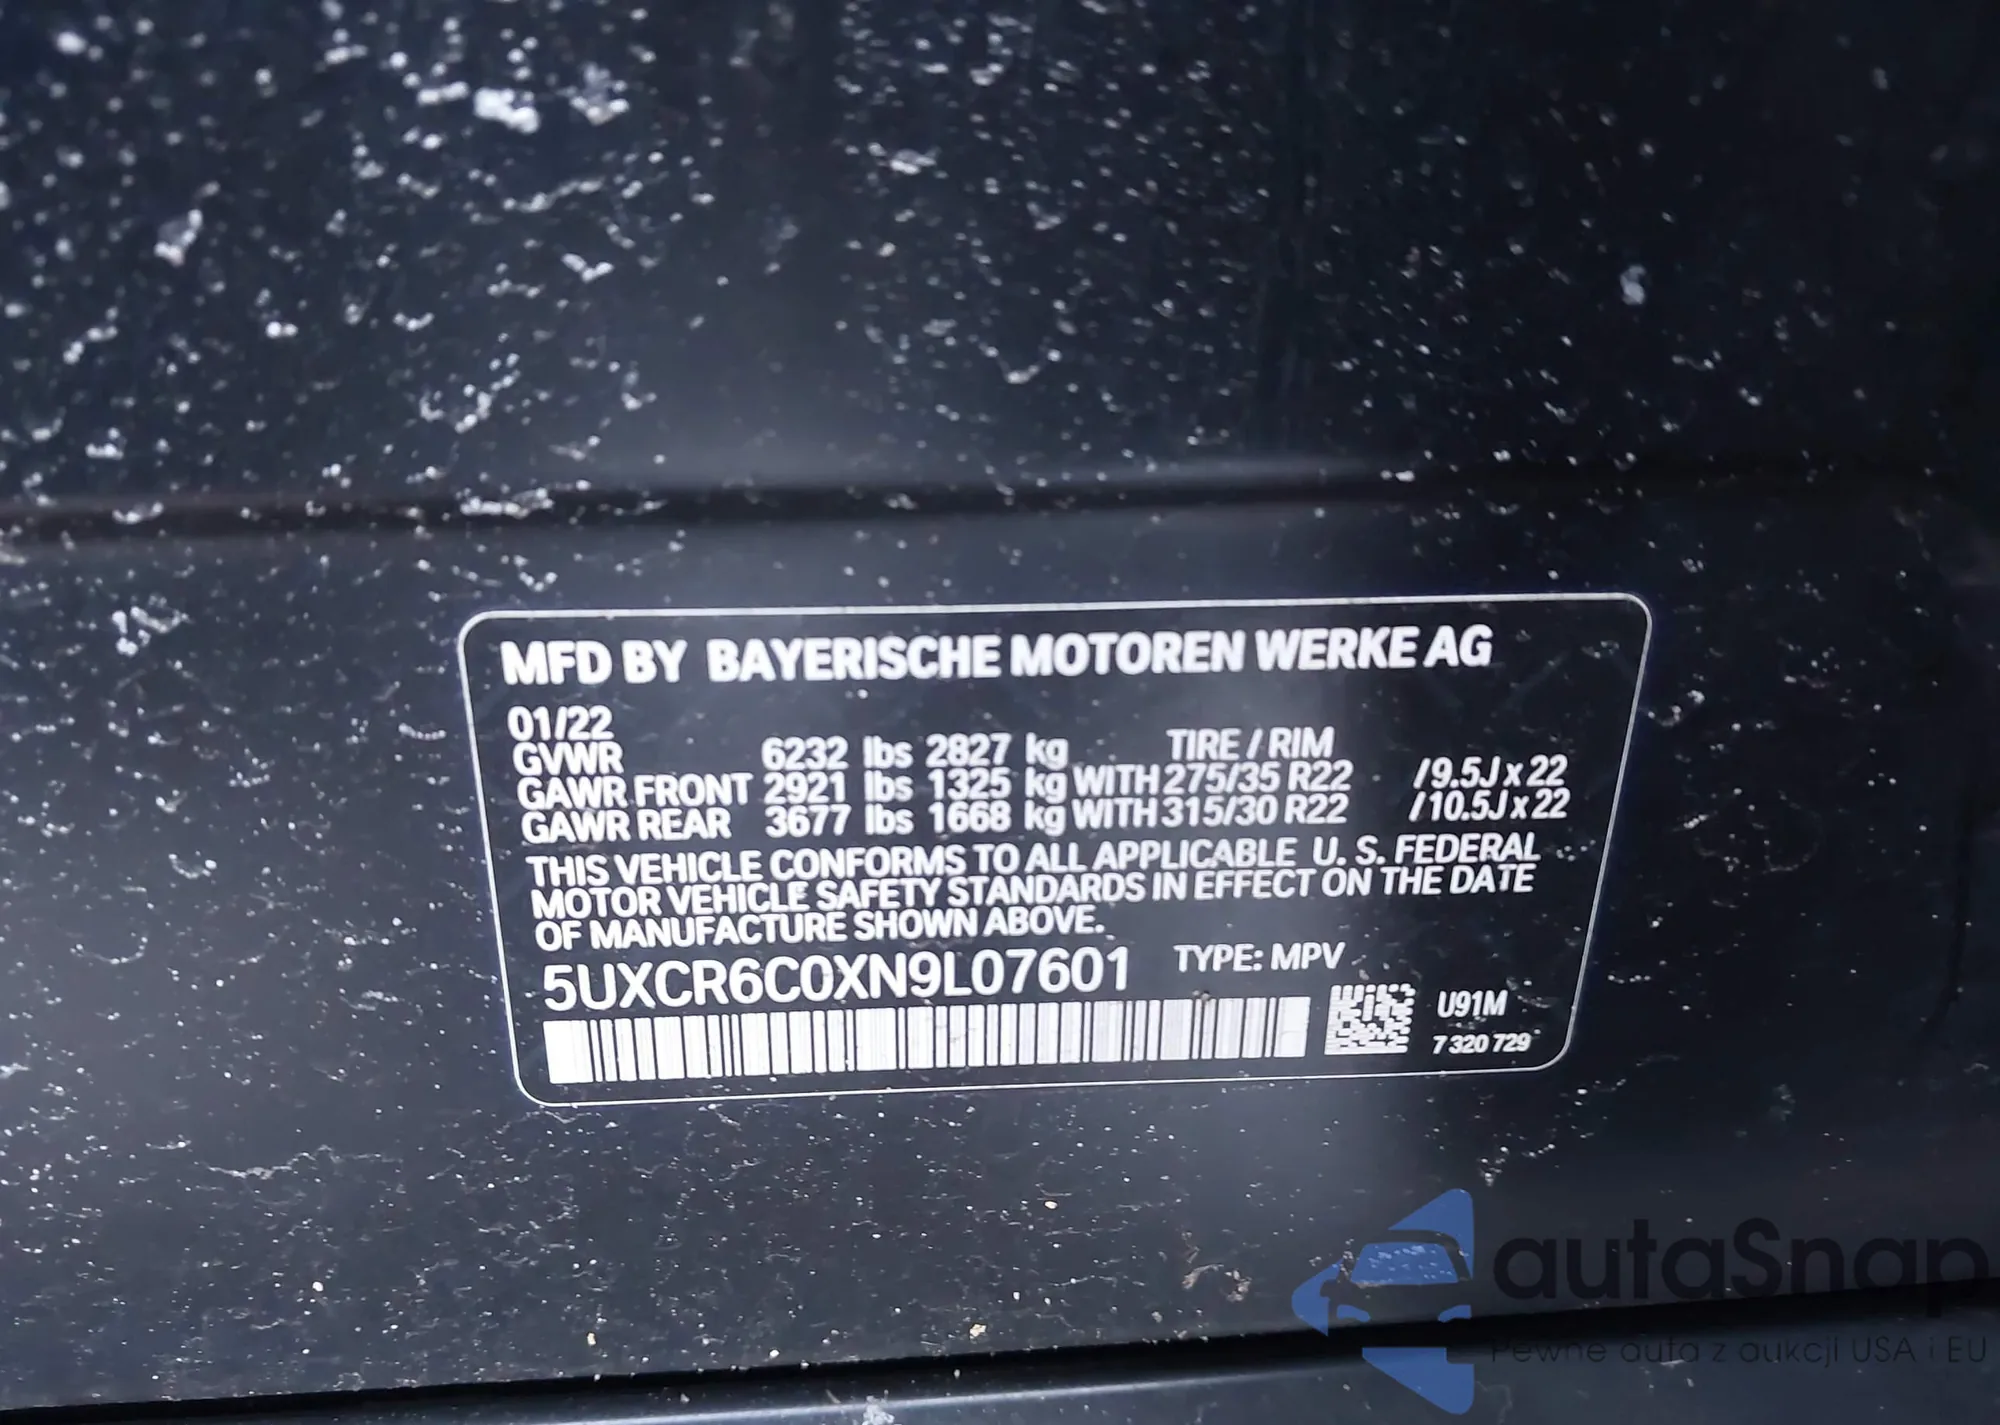 MFD BY BAYERISCHE MOTOREN WERKE AG
01/22
GVWR 6232 lbs 2827 kg TIRE / RIM
GAWR FRONT 2921 lbs 1325 kg WITH 275/35 R22 / 9.5J x 22
GAWR REAR 3677 lbs 1668 kg WITH 315/30 R22 / 10.5J x 22
THIS VEHICLE CONFORMS TO ALL APPLICABLE U. S. FEDERAL
MOTOR VEHICLE SAFETY STANDARDS IN EFFECT ON THE DATE
OF MANUFACTURE SHOWN ABOVE.
5UXCR6C0XN9L07601 TYPE: MPV
U91M
7 320 729
autaSnap
Pewne auta z aukcji USA i EU